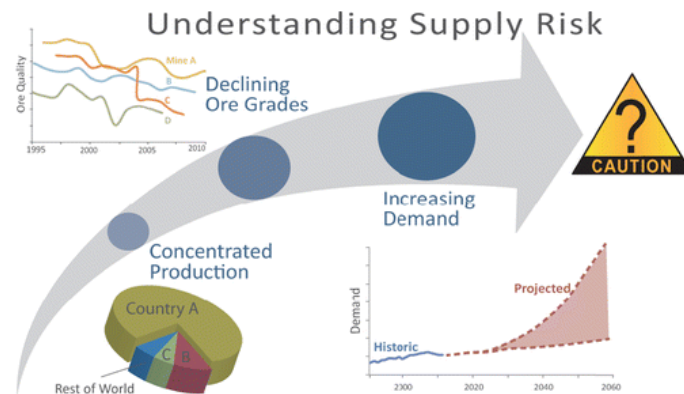 Understanding Supply Risk
Ore Quality
Mine A
B
C
D
1995
2000
2005
2010
Declining
Ore Grades
?
CAUTION
Increasing
Demand
Concentrated
Production
Country A
C
B
Rest of World
Demand
Projected
Historic
2300
2020
2040
2060